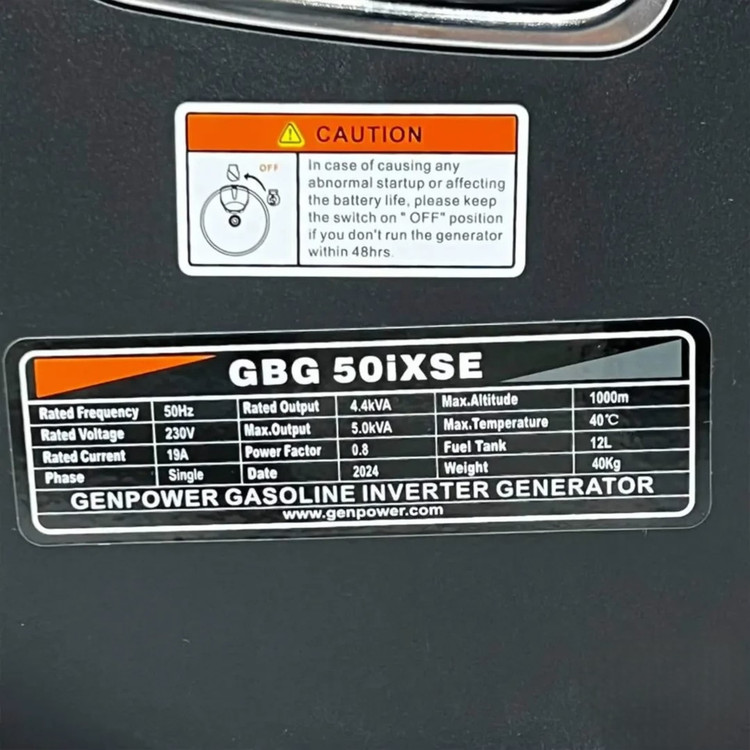 CAUTION
OFF
In case of causing any
abnormal startup or affecting
the battery life, please keep
the switch on " OFF" position
if you don't run the generator
within 48hrs.
GBG 50iXSE
Rated Frequency 50Hz Rated Output 4.4kVA Max.Altitude 1000m
Rated Voltage 230V Max.Output 5.0kVA Max.Temperature 40℃
Rated Current 19A Power Factor 0.8 Fuel Tank 12L
Phase Single Date 2024 Weight 40Kg
GENPOWER GASOLINE INVERTER GENERATOR
www.genpower.com